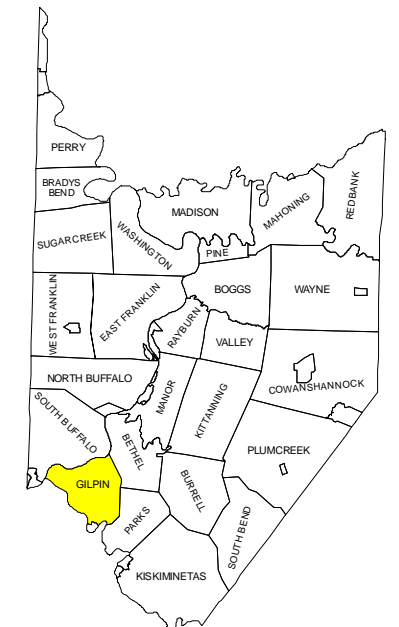 PERRY
BRADYS
BEND
MADISON
MAHONING
REDBANK
SUGARCREEK
WASHINGTON
PINE
WEST FRANKLIN
EAST FRANKLIN
BOGGS
WAYNE
RAYBURN
VALLEY
NORTH BUFFALO
MANOR
KITTANNING
COWANSHANNOCK
SOUTH BUFFALO
BETHEL
PLUMCREEK
GILPIN
BURRELL
PARKS
SOUTH BEND
KISKIMINETAS